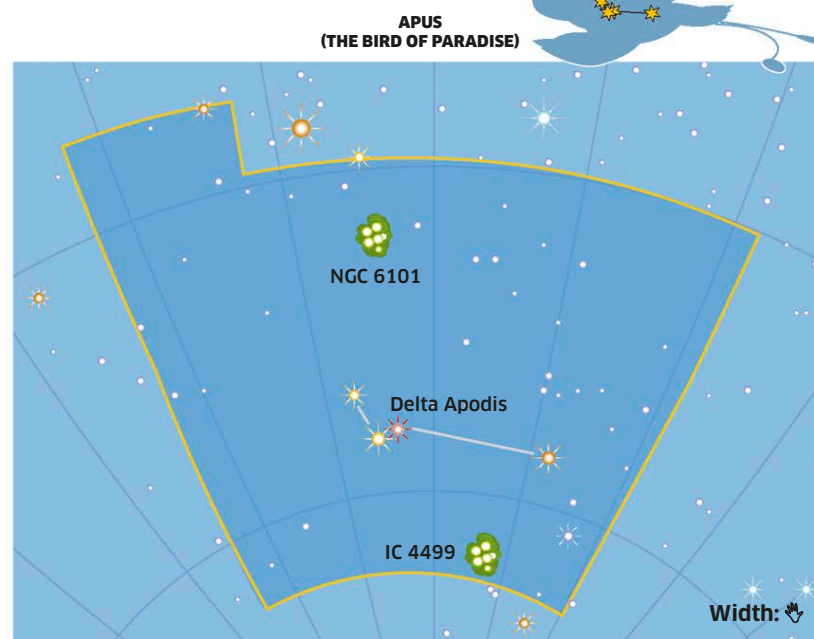 APUS
(THE BIRD OF PARADISE)
NGC 6101
Delta Apodis
IC 4499
Width: